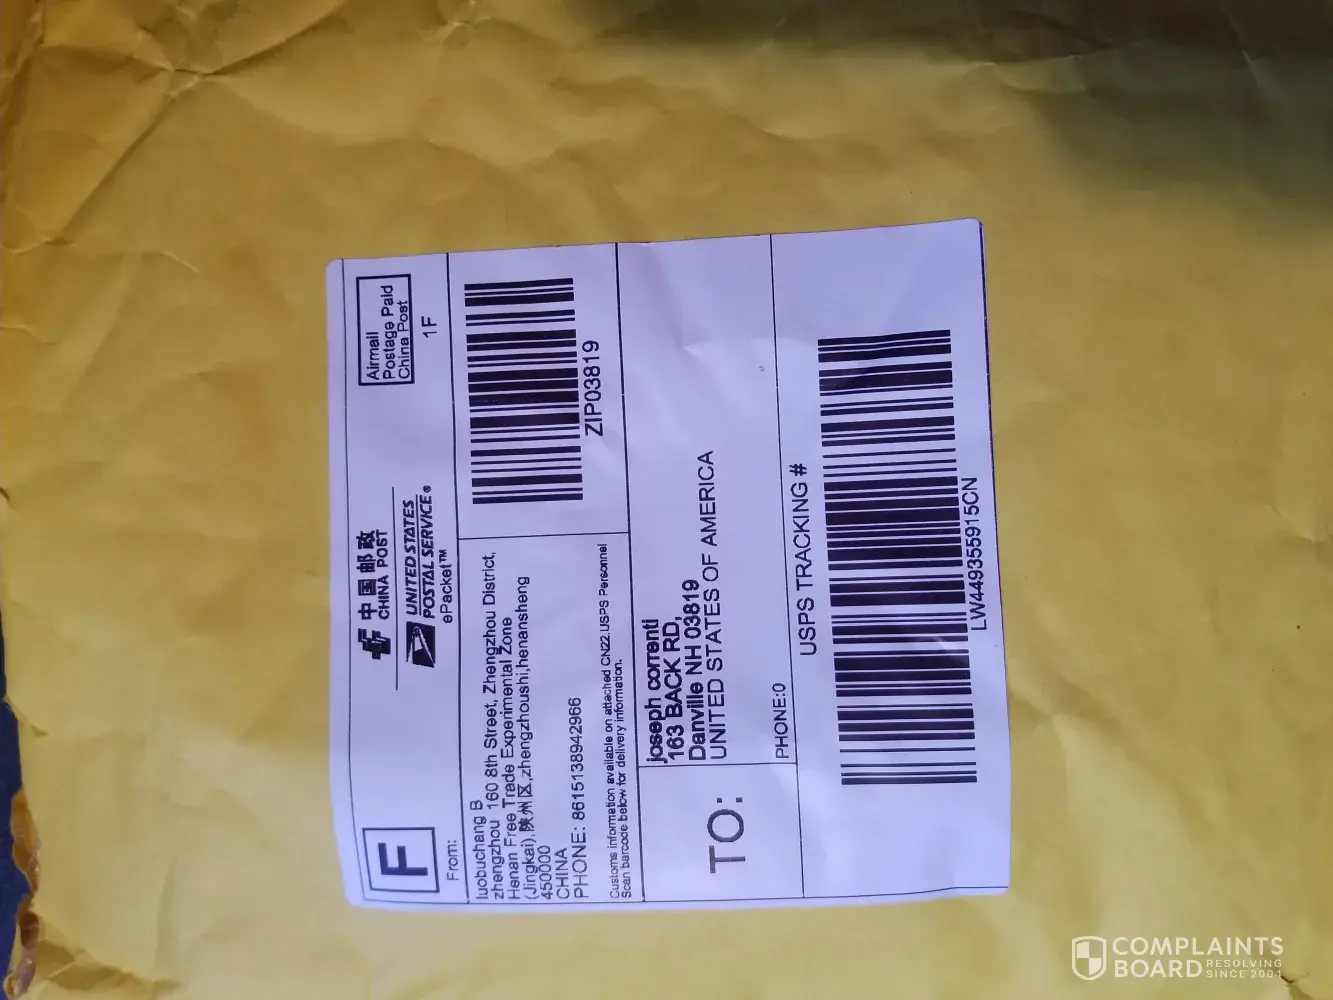 F
中国邮政
CHINA POST
UNITED STATES
POSTAL SERVICE®
ePacket™
Airmail
Postage Paid
China Post
1F
From:
luobuchang B
zhengzhou 160 8th Street, Zhengzhou District,
Henan Free Trade Experimental Zone
(Jingkai),陕州区,zhengzhoushi,henansheng
450000
CHINA
PHONE: 8615138942966
Customs information available on attached CN22.USPS Personnel
Scan barcode below for delivery information.
ZIP03819
TO:
joseph correnti
163 BACK RD,
Danville NH 03819
UNITED STATES OF AMERICA
PHONE:0
USPS TRACKING #
LW449355915CN
COMPLAINTS
BOARD RESOLVING
SINCE 2004